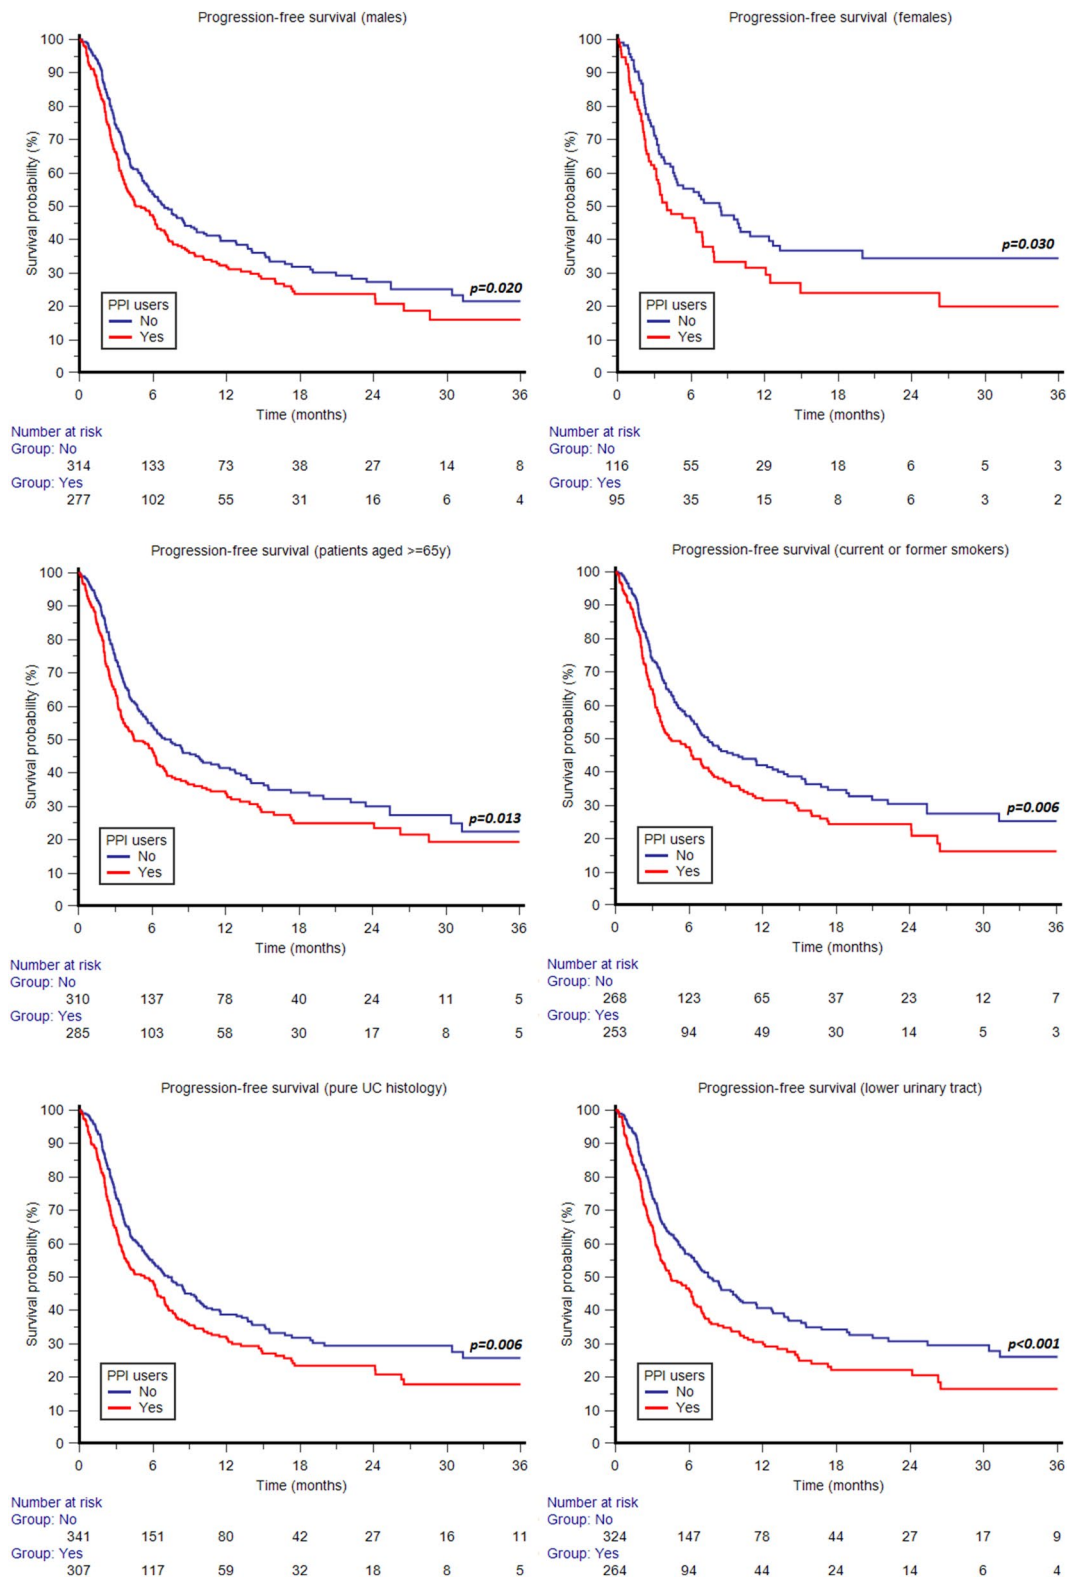 Progression-free survival (males)
Survival probability (%)
100
90
80
70
60
50
40
30
20
10
0
p=0.020
PPI users
No
Yes
0 6 12 18 24 30 36
Time (months)
Number at risk
Group: No
314 133 73 38 27 14 8
Group: Yes
277 102 55 31 16 6 4
Progression-free survival (females)
Survival probability (%)
100
90
80
70
60
50
40
30
20
10
0
p=0.030
PPI users
No
Yes
0 6 12 18 24 30 36
Time (months)
Number at risk
Group: No
116 55 29 18 6 5 3
Group: Yes
95 35 15 8 6 3 2
Progression-free survival (patients aged >=65y)
Survival probability (%)
100
90
80
70
60
50
40
30
20
10
0
p=0.013
PPI users
No
Yes
0 6 12 18 24 30 36
Time (months)
Number at risk
Group: No
310 137 78 40 24 11 5
Group: Yes
285 103 58 30 17 8 5
Progression-free survival (current or former smokers)
Survival probability (%)
100
90
80
70
60
50
40
30
20
10
0
p=0.006
PPI users
No
Yes
0 6 12 18 24 30 36
Time (months)
Number at risk
Group: No
268 123 65 37 23 12 7
Group: Yes
253 94 49 30 14 5 3
Progression-free survival (pure UC histology)
Survival probability (%)
100
90
80
70
60
50
40
30
20
10
0
p=0.006
PPI users
No
Yes
0 6 12 18 24 30 36
Time (months)
Number at risk
Group: No
341 151 80 42 27 16 11
Group: Yes
307 117 59 32 18 8 5
Progression-free survival (lower urinary tract)
Survival probability (%)
100
90
80
70
60
50
40
30
20
10
0
p<0.001
PPI users
No
Yes
0 6 12 18 24 30 36
Time (months)
Number at risk
Group: No
324 147 78 44 27 17 9
Group: Yes
264 94 44 24 14 6 4